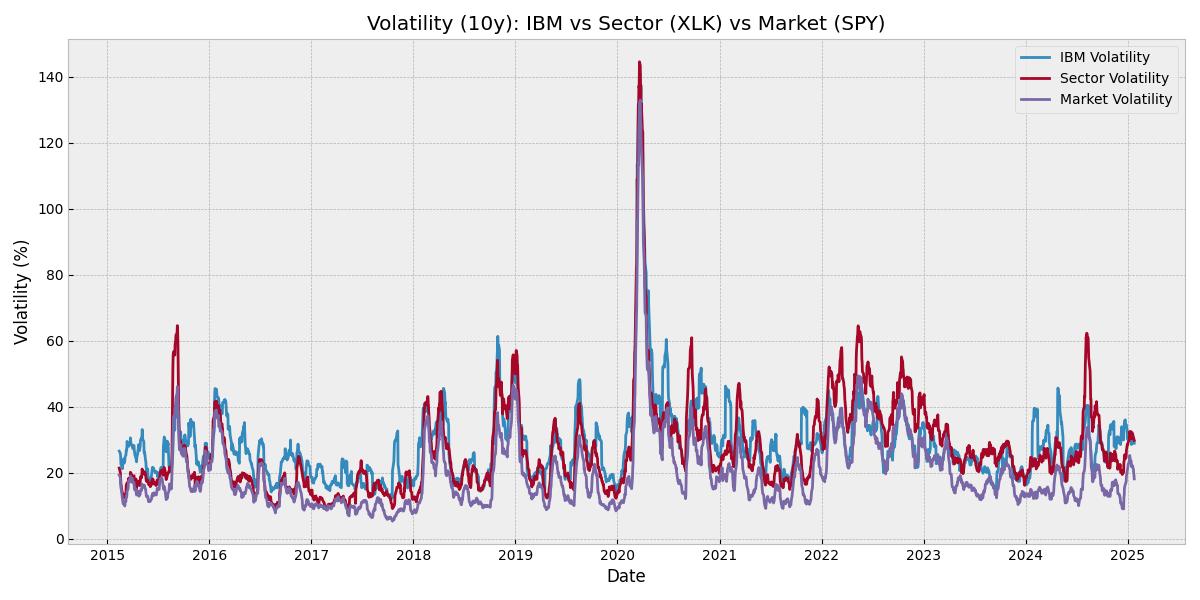 Volatility (10y): IBM vs Sector (XLK) vs Market (SPY)
IBM Volatility
Sector Volatility
Market Volatility
Volatility (%)
140
120
100
80
60
40
20
0
2015 2016 2017 2018 2019 2020 2021 2022 2023 2024 2025
Date